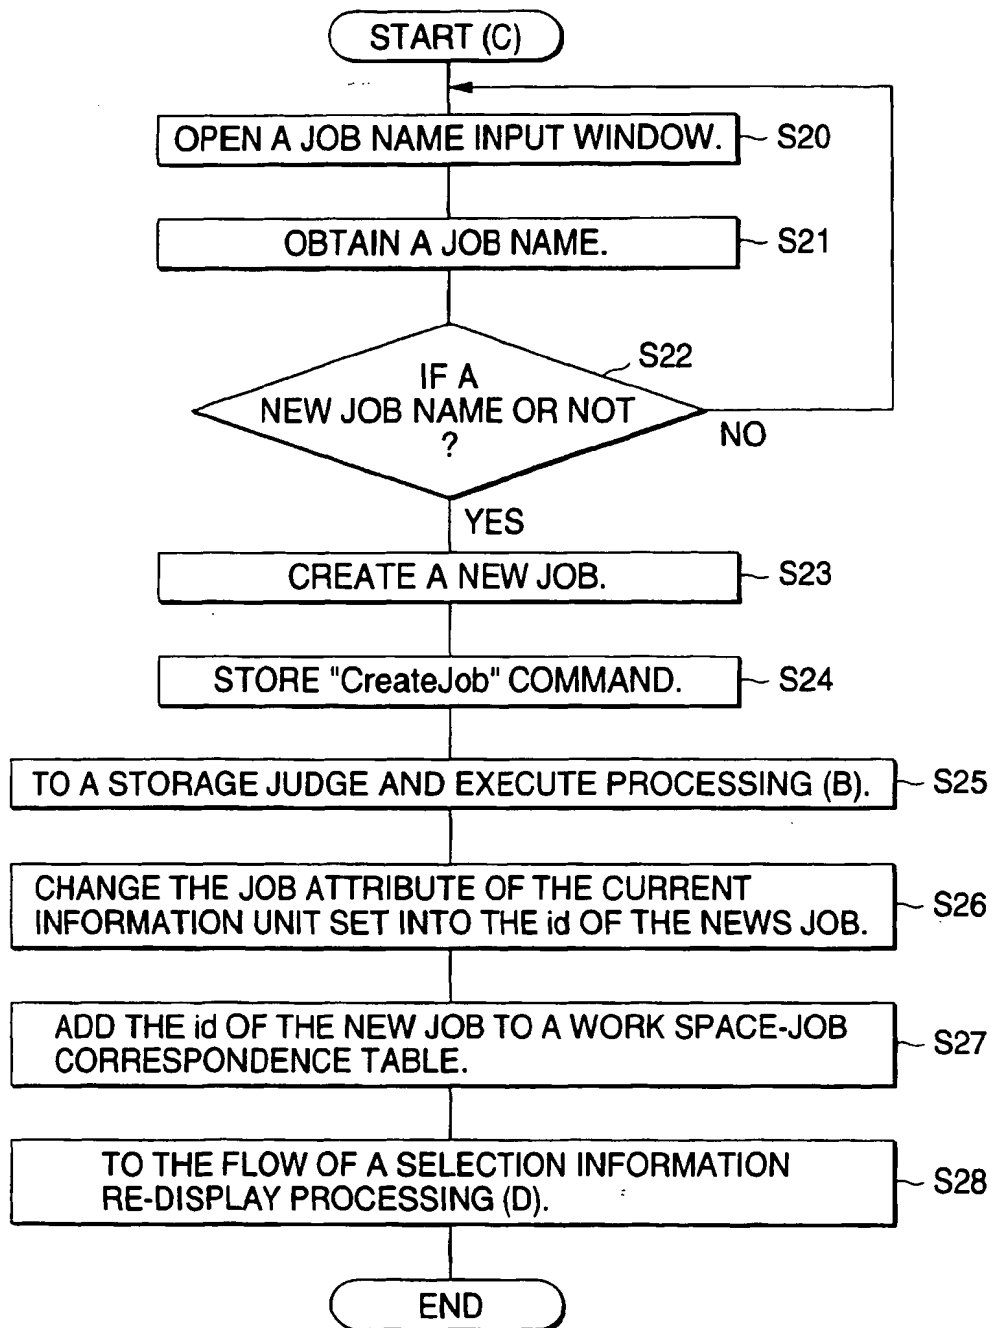 START (C)
OPEN A JOB NAME INPUT WINDOW.
S20
OBTAIN A JOB NAME.
S21
S22
IF A
NEW JOB NAME OR NOT
?
NO
YES
CREATE A NEW JOB.
S23
STORE "CreateJob" COMMAND.
S24
TO A STORAGE JUDGE AND EXECUTE PROCESSING (B).
S25
CHANGE THE JOB ATTRIBUTE OF THE CURRENT
INFORMATION UNIT SET INTO THE id OF THE NEWS JOB.
S26
ADD THE id OF THE NEW JOB TO A WORK SPACE-JOB
CORRESPONDENCE TABLE.
S27
TO THE FLOW OF A SELECTION INFORMATION
RE-DISPLAY PROCESSING (D).
S28
END